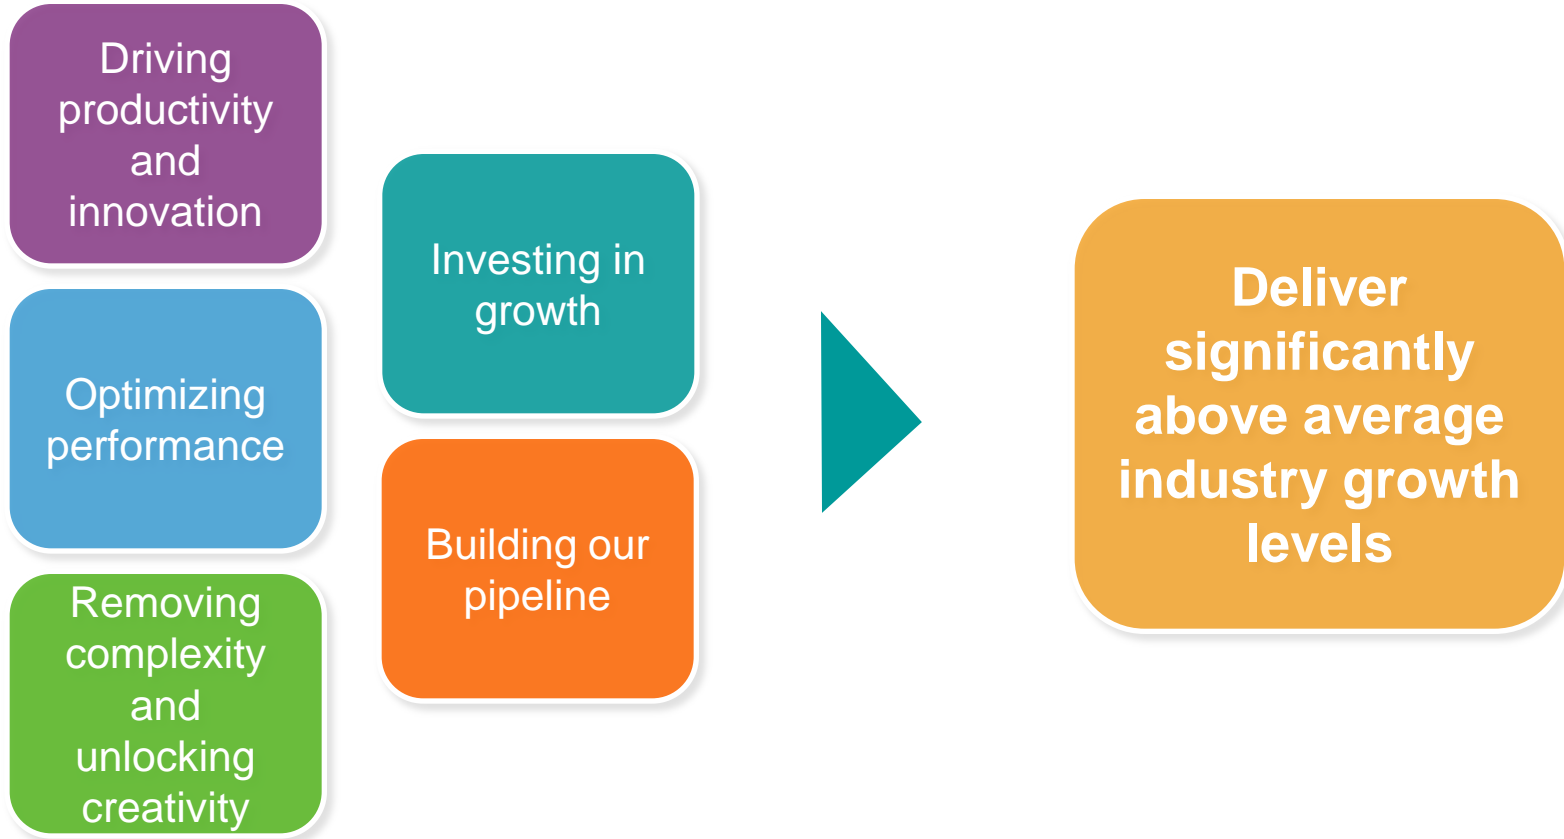 Driving
productivity
and
innovation
Optimizing
performance
Removing
complexity
and
unlocking
creativity
Investing in
growth
Building our
pipeline
Deliver
significantly
above average
industry growth
levels